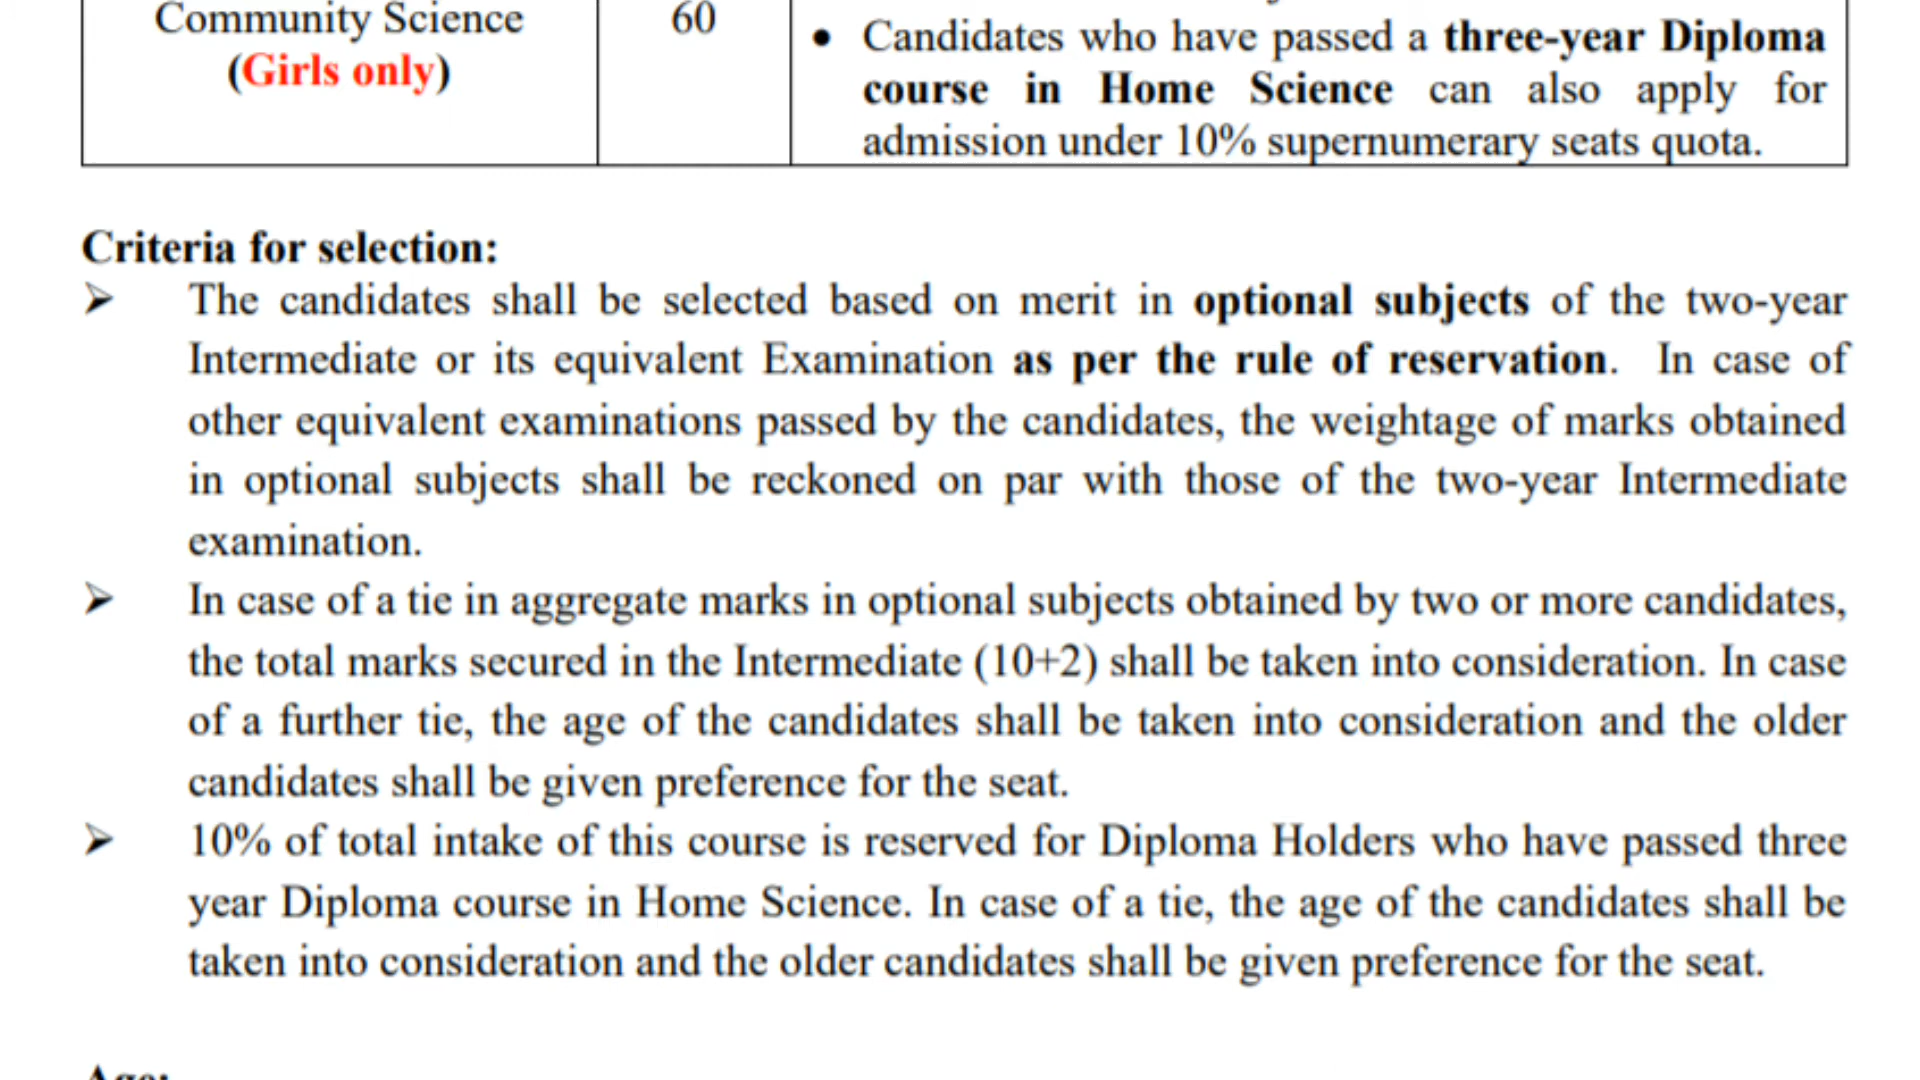 Community Science
(Girls only)
60
• Candidates who have passed a three-year Diploma
course in Home Science can also apply for
admission under 10% supernumerary seats quota.
Criteria for selection:
➢ The candidates shall be selected based on merit in optional subjects of the two-year
Intermediate or its equivalent Examination as per the rule of reservation. In case of
other equivalent examinations passed by the candidates, the weightage of marks obtained
in optional subjects shall be reckoned on par with those of the two-year Intermediate
examination.
➢ In case of a tie in aggregate marks in optional subjects obtained by two or more candidates,
the total marks secured in the Intermediate (10+2) shall be taken into consideration. In case
of a further tie, the age of the candidates shall be taken into consideration and the older
candidates shall be given preference for the seat.
➢ 10% of total intake of this course is reserved for Diploma Holders who have passed three
year Diploma course in Home Science. In case of a tie, the age of the candidates shall be
taken into consideration and the older candidates shall be given preference for the seat.
Age: